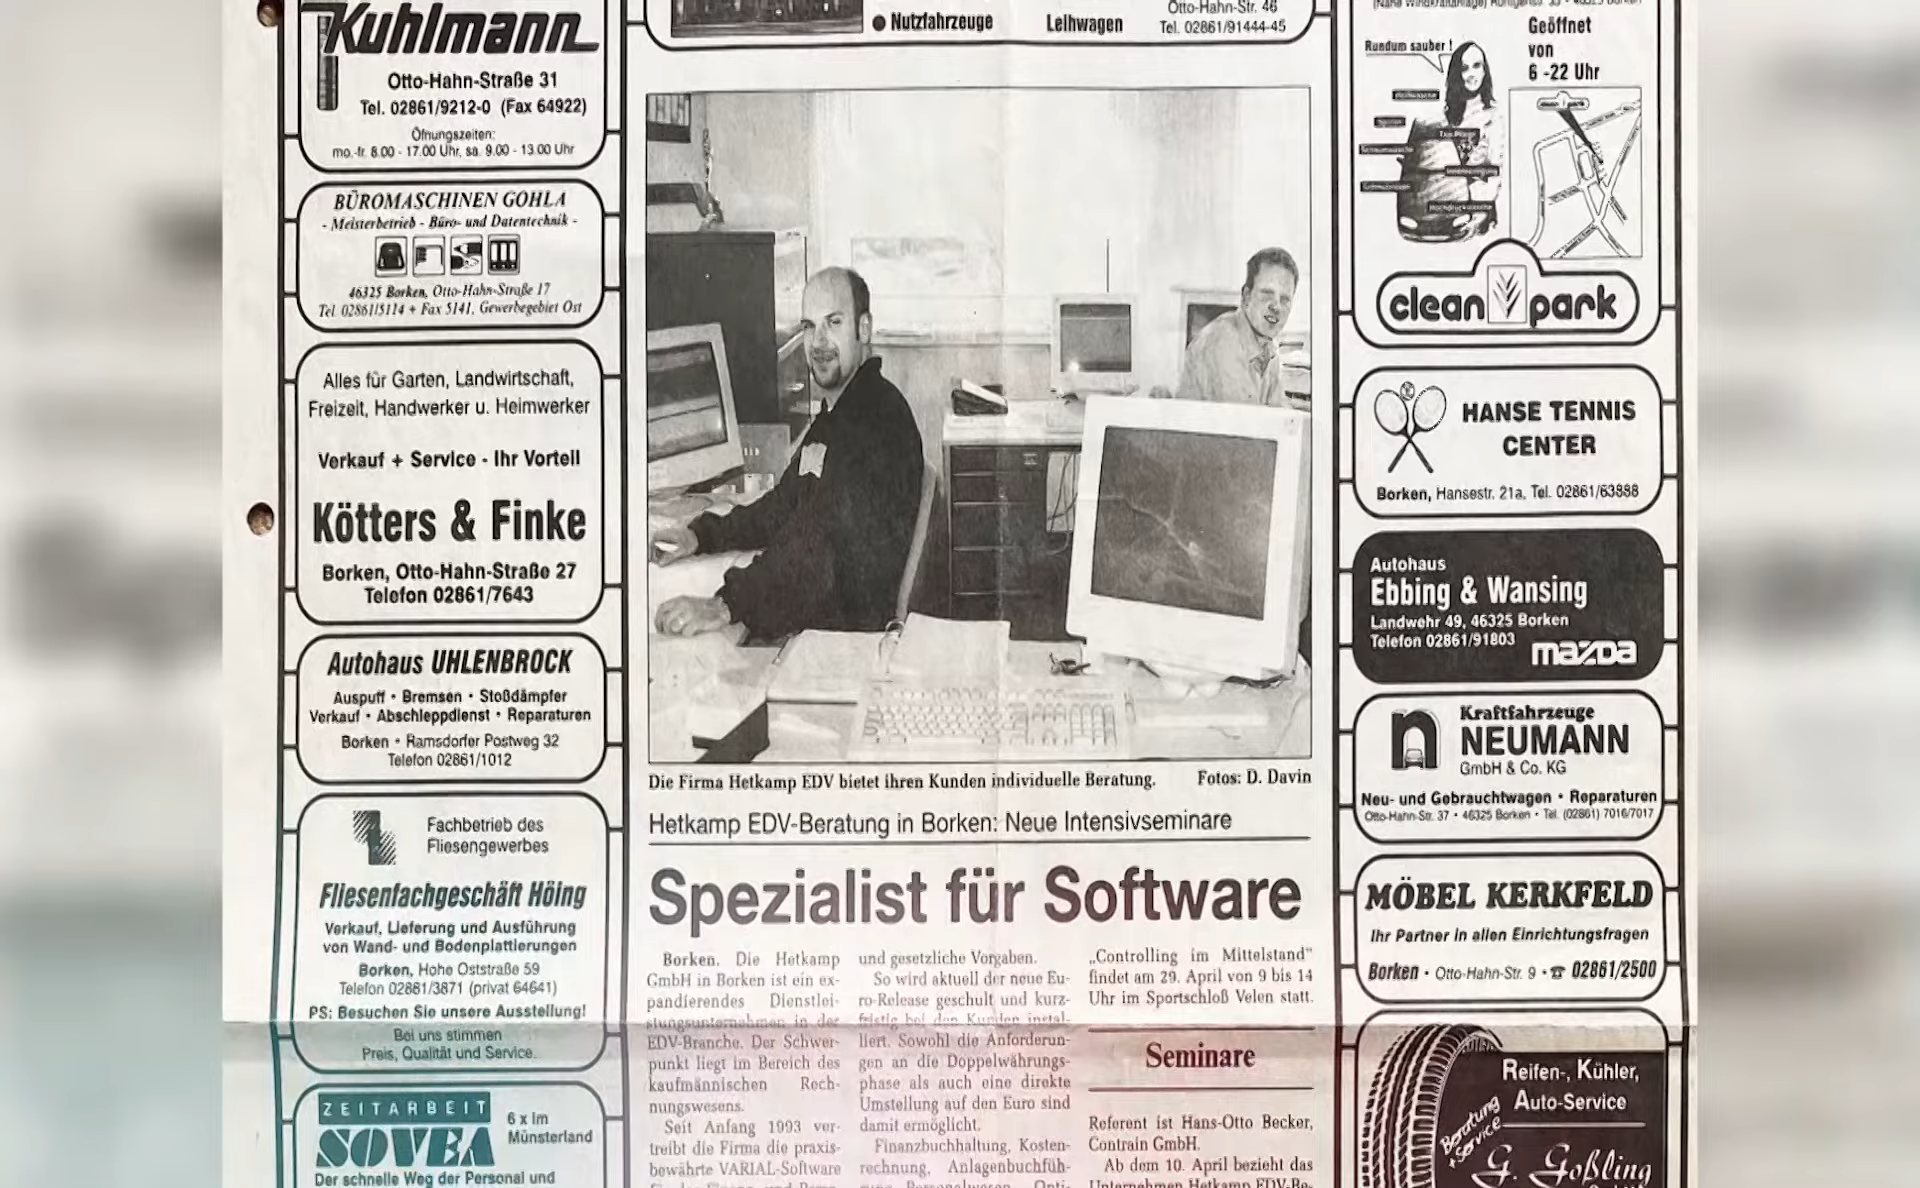 Kuhlmann
Otto-Hahn-Straße 31
Tel. 02861/9212-0 (Fax 64922)
Öfnungszeiten:
mo.-fr. 8.00 - 17.00 Uhr, sa. 9.00 - 13.00 Uhr
BÜROMASCHINEN GOHLA
- Meisterbetrieb - Büro- und Datentechnik -
46325 Borken, Otto-Hahn-Straße 17
Tel. 02861/5114 + Fax 5141, Gewerbegebiet Ost
Alles für Garten, Landwirtschaft,
Freizeit, Handwerker u. Heimwerker
Verkauf + Service - Ihr Vorteil
Kötters & Finke
Borken, Otto-Hahn-Straße 27
Telefon 02861/7643
Autohaus UHLENBROCK
Auspuff • Bremsen • Stoßdämpfer
Verkauf • Abschleppdienst • Reparaturen
Borken • Ramsdorfer Postweg 32
Telefon 02861/1012
Fachbetrieb des
Fliesengewerbes
Fliesenfachgeschäft Höing
Verkauf, Lieferung und Ausführung
von Wand- und Bodenplattierungen
Borken, Hohe Oststraße 59
Telefon 02861/3871 (privat 64641)
PS: Besuchen Sie unsere Ausstellung!
Bei uns stimmen
Preis, Qualität und Service.
ZEITARBEIT
SOVEA
6 x im
Münsterland
Der schnelle Weg der Personal und
● Nutzfahrzeuge
Leihwagen
Otto-Hahn-Str. 46
Tel. 02861/91444-45
Die Firma Hetkamp EDV bietet ihren Kunden individuelle Beratung.
Fotos: D. Davin
Hetkamp EDV-Beratung in Borken: Neue Intensivseminare
Spezialist für Software
Borken. Die Hetkamp
GmbH in Borken ist ein ex-
pandierendes Dienstlei-
stungsunternehmen in der
EDV-Branche. Der Schwer-
punkt liegt im Bereich des
kaufmännischen Rech-
nungswesens.
Seit Anfang 1993 ver-
treibt die Firma die praxis-
bewährte VARIAL-Software
und gesetzliche Vorgaben.
So wird aktuell der neue Eu-
ro-Release geschult und kurz-
fristig bei den Kunden instal-
liert. Sowohl die Anforderun-
gen an die Doppelwährungs-
phase als auch eine direkte
Umstellung auf den Euro sind
damit ermöglicht.
Finanzbuchhaltung, Kosten-
rechnung, Anlagenbuchfüh-
„Controlling im Mittelstand“
findet am 29. April von 9 bis 14
Uhr im Sportschloß Velen statt.
Seminare
Referent ist Hans-Otto Becker,
Contrain GmbH.
Ab dem 10. April bezieht das
Unternehmen Hetkamp EDV-Be-
Geöffnet
von
6 -22 Uhr
Rundum sauber !
clean park
HANSE TENNIS
CENTER
Borken, Hansestr. 21a, Tel. 02861/63888
Autohaus
Ebbing & Wansing
Landwehr 49, 46325 Borken
Telefon 02861/91803
mazda
Kraftfahrzeuge
NEUMANN
GmbH & Co. KG
Neu- und Gebrauchtwagen • Reparaturen
Otto-Hahn-Str. 37 • 46325 Borken • Tel. (02861) 7016/7017
MÖBEL KERKFELD
Ihr Partner in allen Einrichtungsfragen
Borken • Otto-Hahn-Str. 9 • ☎ 02861/2500
Reifen-, Kühler,
Auto-Service
Beratung
+ Service
G. Goßling